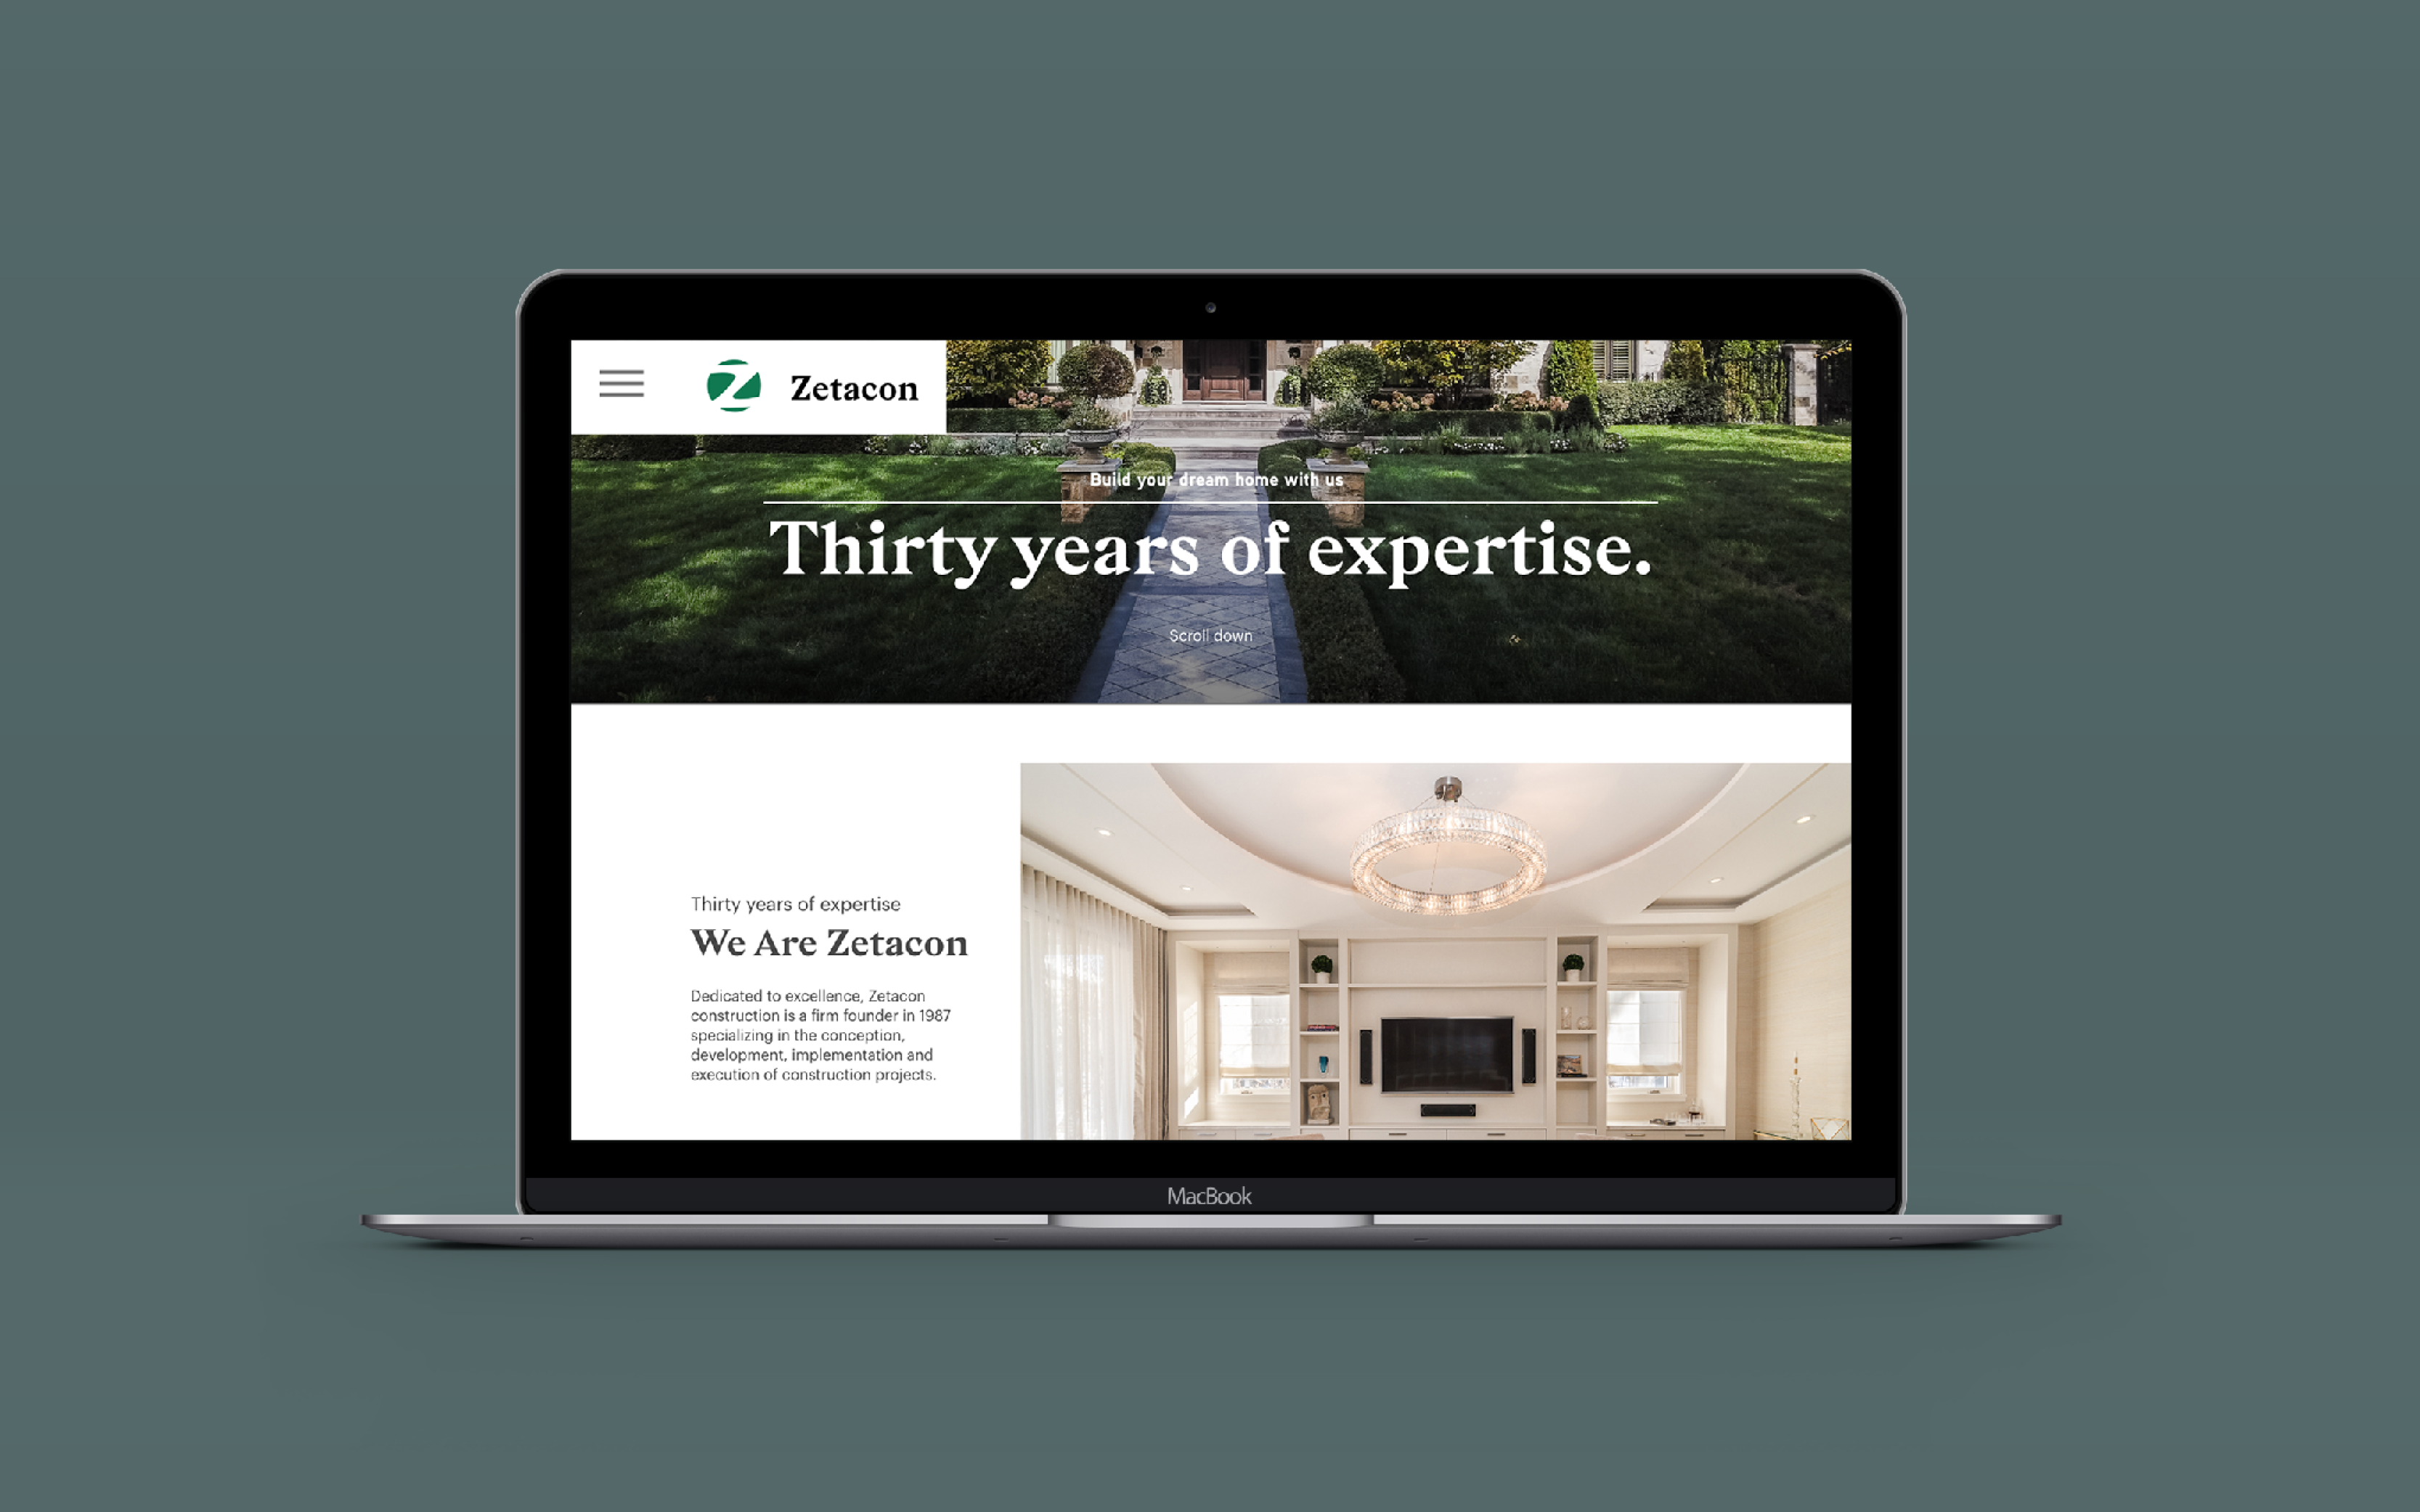 Zetacon
Build your dream home with us
Thirty years of expertise.
Scroll down
Thirty years of expertise
We Are Zetacon
Dedicated to excellence, Zetacon
construction is a firm founder in 1987
specializing in the conception,
development, implementation and
execution of construction projects.
MacBook